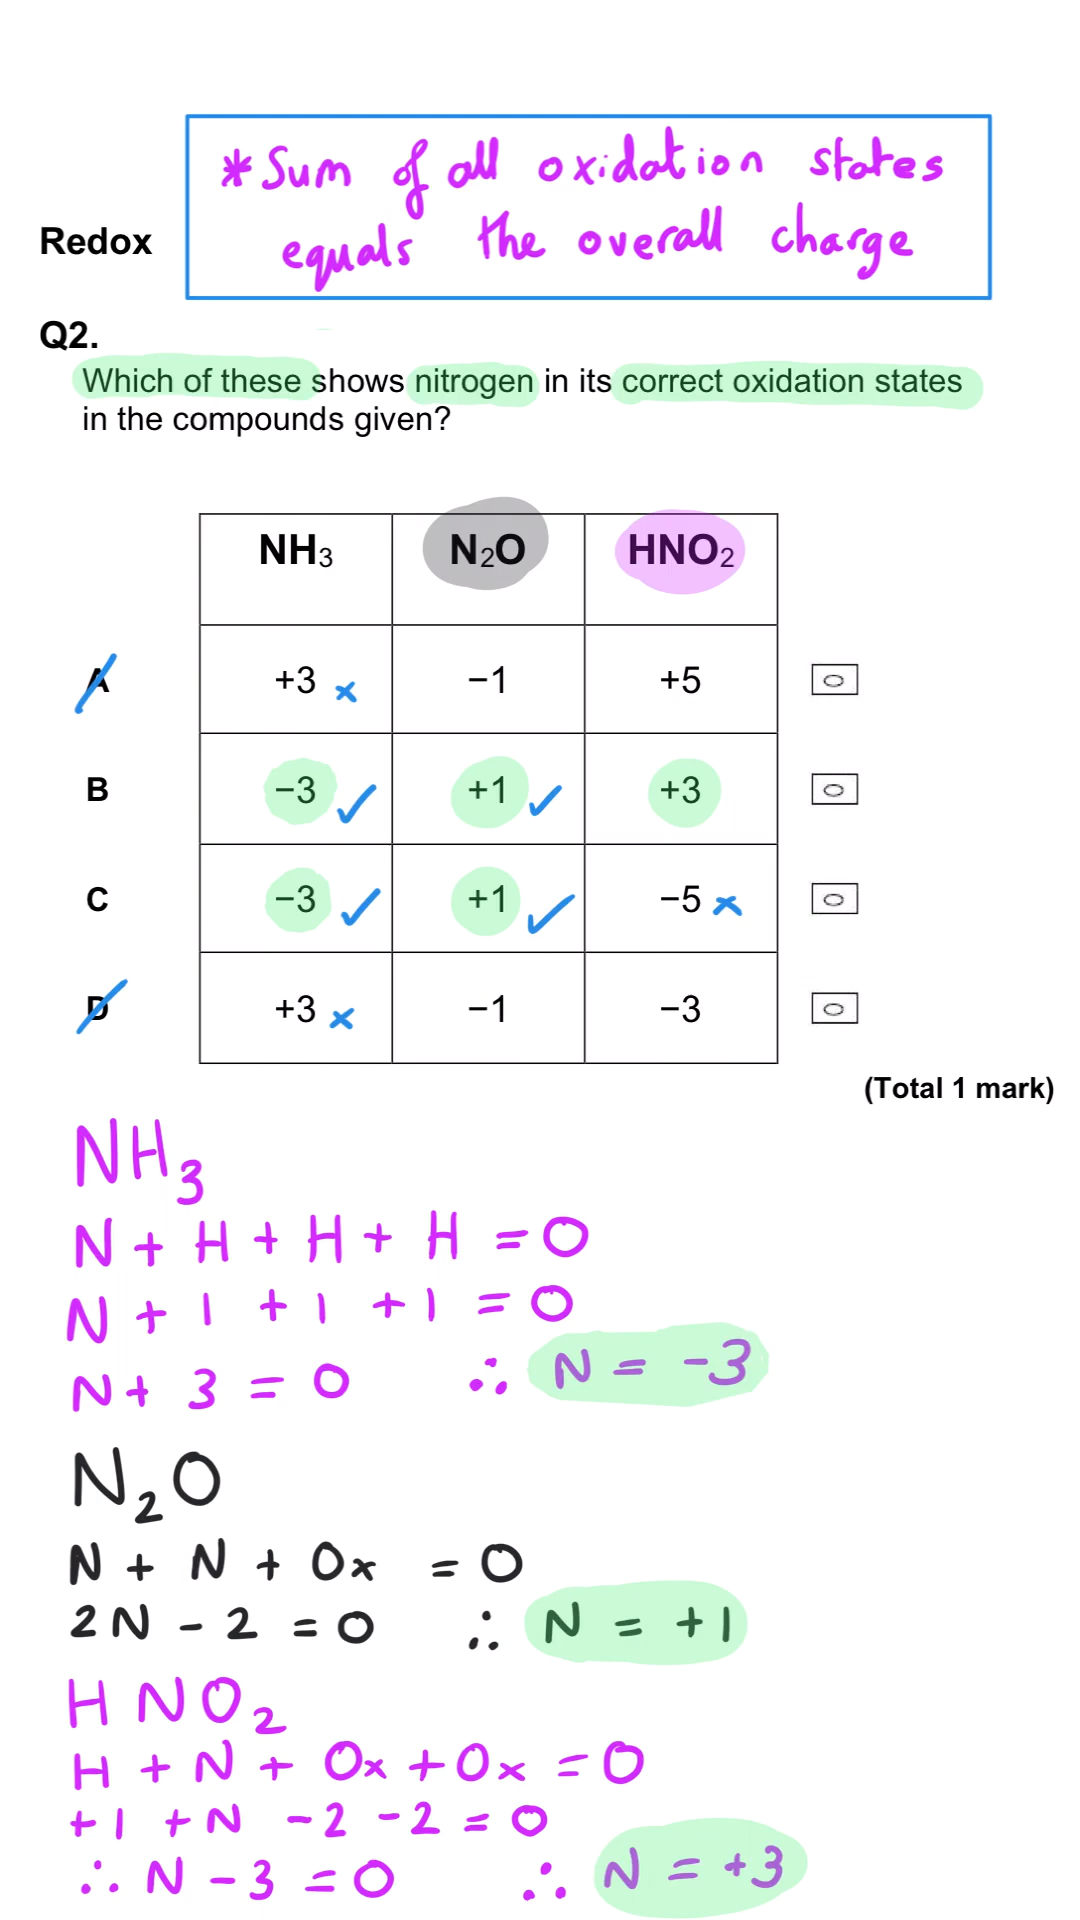 *Sum of all oxidation states
equals the overall charge
Redox
Q2.
Which of these shows nitrogen in its correct oxidation states
in the compounds given?
NH3 N2O HNO2
A +3 × −1 +5
B −3 ✓ +1 ✓ +3
C −3 ✓ +1 ✓ −5 ×
D +3 × −1 −3
(Total 1 mark)
NH3
N + H + H + H = 0
N + 1 + 1 + 1 = 0
N + 3 = 0 ∴ N = -3
N2O
N + N + Ox = 0
2N - 2 = 0 ∴ N = +1
HNO2
H + N + Ox + Ox = 0
+1 +N -2 -2 = 0
∴ N - 3 = 0 ∴ N = +3